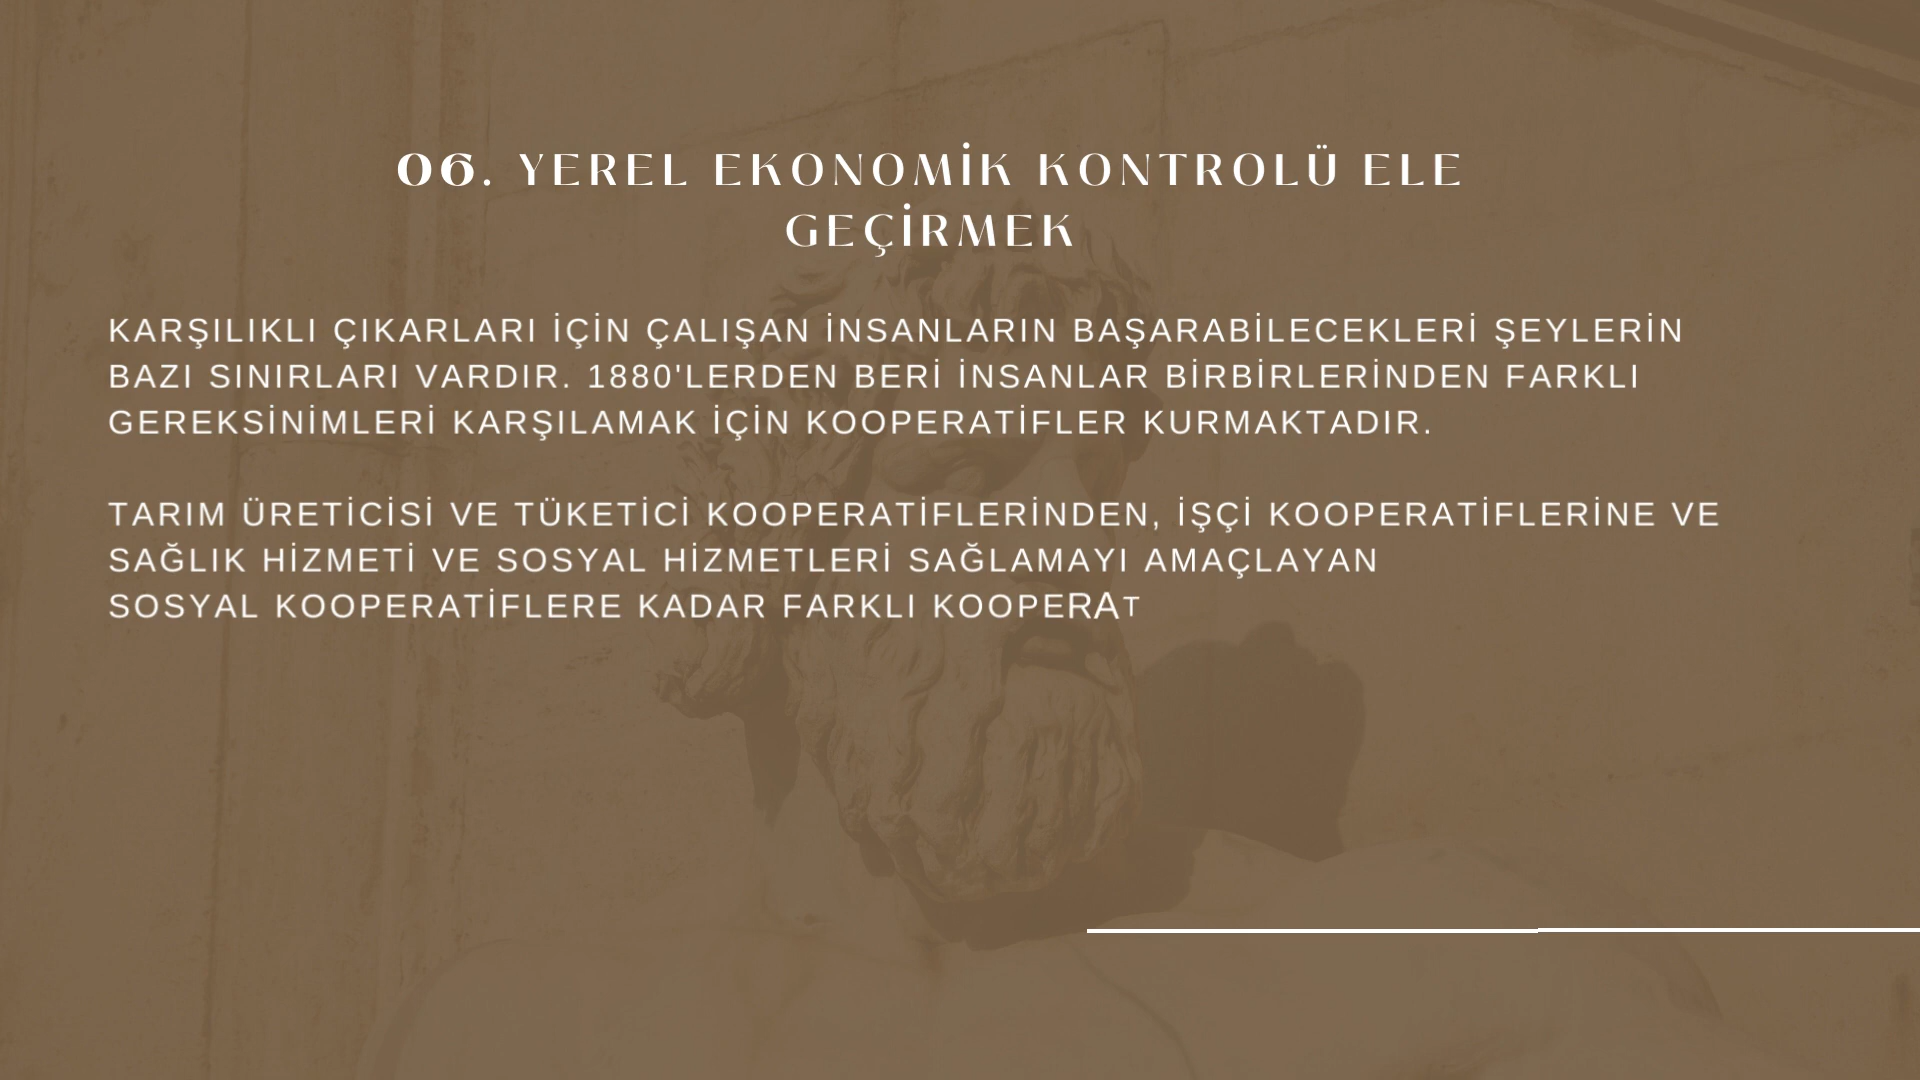 06. YEREL EKONOMİK KONTROLÜ ELE
GEÇİRMEK
KARŞILIKLI ÇIKARLARI İÇİN ÇALIŞAN İNSANLARIN BAŞARABİLECEKLERİ ŞEYLERİN
BAZI SINIRLARI VARDIR. 1880'LERDEN BERİ İNSANLAR BİRBİRLERİNDEN FARKLI
GEREKSİNİMLERİ KARŞILAMAK İÇİN KOOPERATİFLER KURMAKTADIR.
TARIM ÜRETİCİSİ VE TÜKETİCİ KOOPERATİFLERİNDEN, İŞÇİ KOOPERATİFLERİNE VE
SAĞLIK HİZMETİ VE SOSYAL HİZMETLERİ SAĞLAMAYI AMAÇLAYAN
SOSYAL KOOPERATİFLERE KADAR FARKLI KOOPERAT